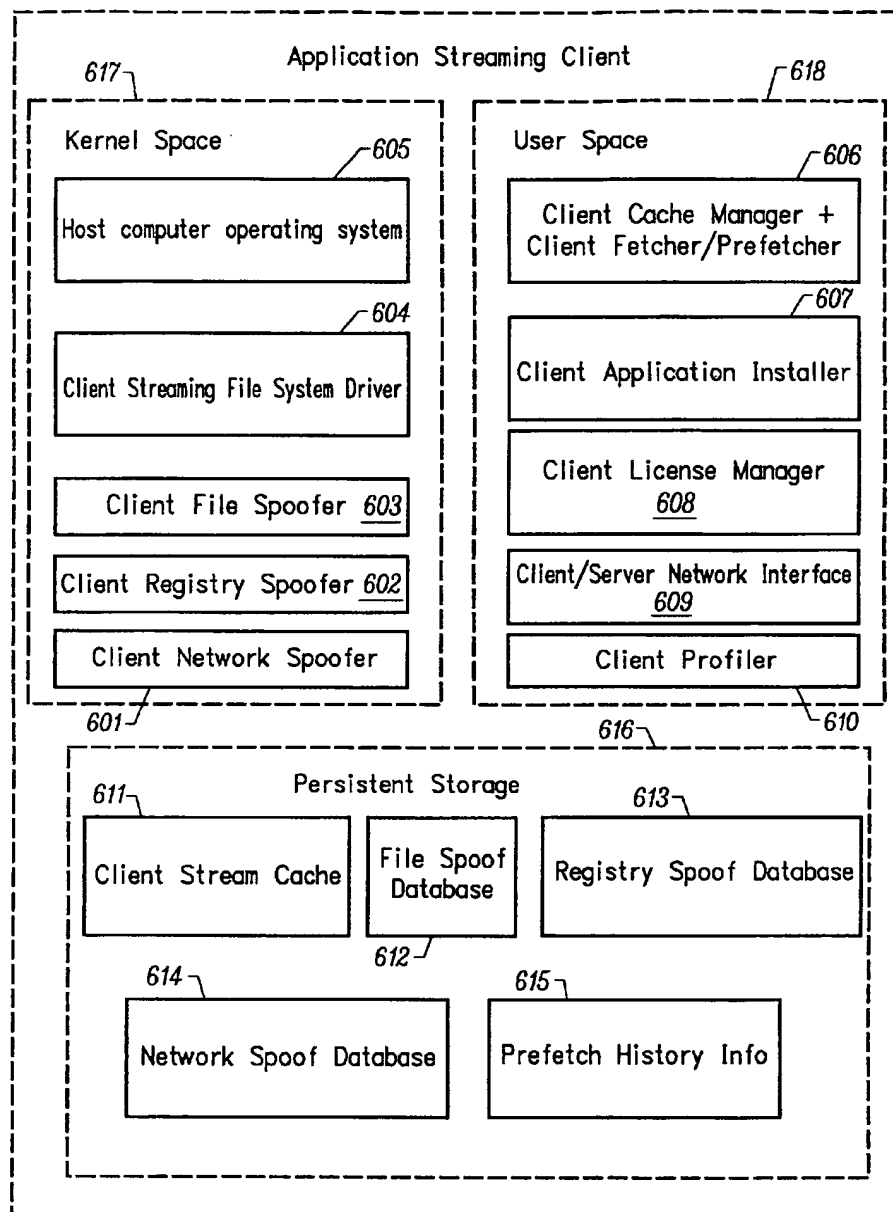 Application Streaming Client
617
618
Kernel Space
605
Host computer operating system
604
Client Streaming File System Driver
Client File Spoofer 603
Client Registry Spoofer 602
Client Network Spoofer
601
User Space
606
Client Cache Manager +
Client Fetcher/Prefetcher
607
Client Application Installer
Client License Manager
608
Client/Server Network Interface
609
Client Profiler
610
616
Persistent Storage
611
Client Stream Cache
File Spoof
Database
612
613
Registry Spoof Database
614
Network Spoof Database
615
Prefetch History Info